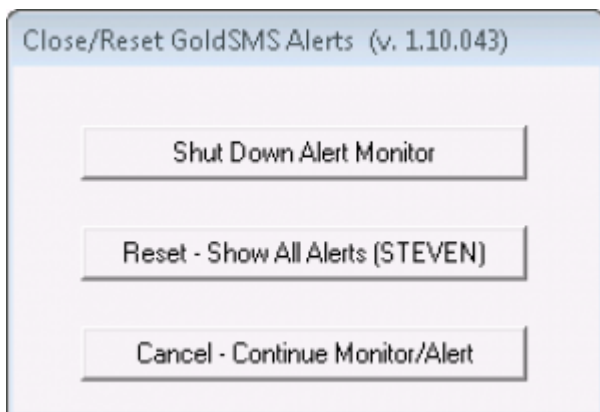 Close/Reset GoldSMS Alerts (v. 1.10.043)
Shut Down Alert Monitor
Reset - Show All Alerts (STEVEN)
Cancel - Continue Monitor/Alert